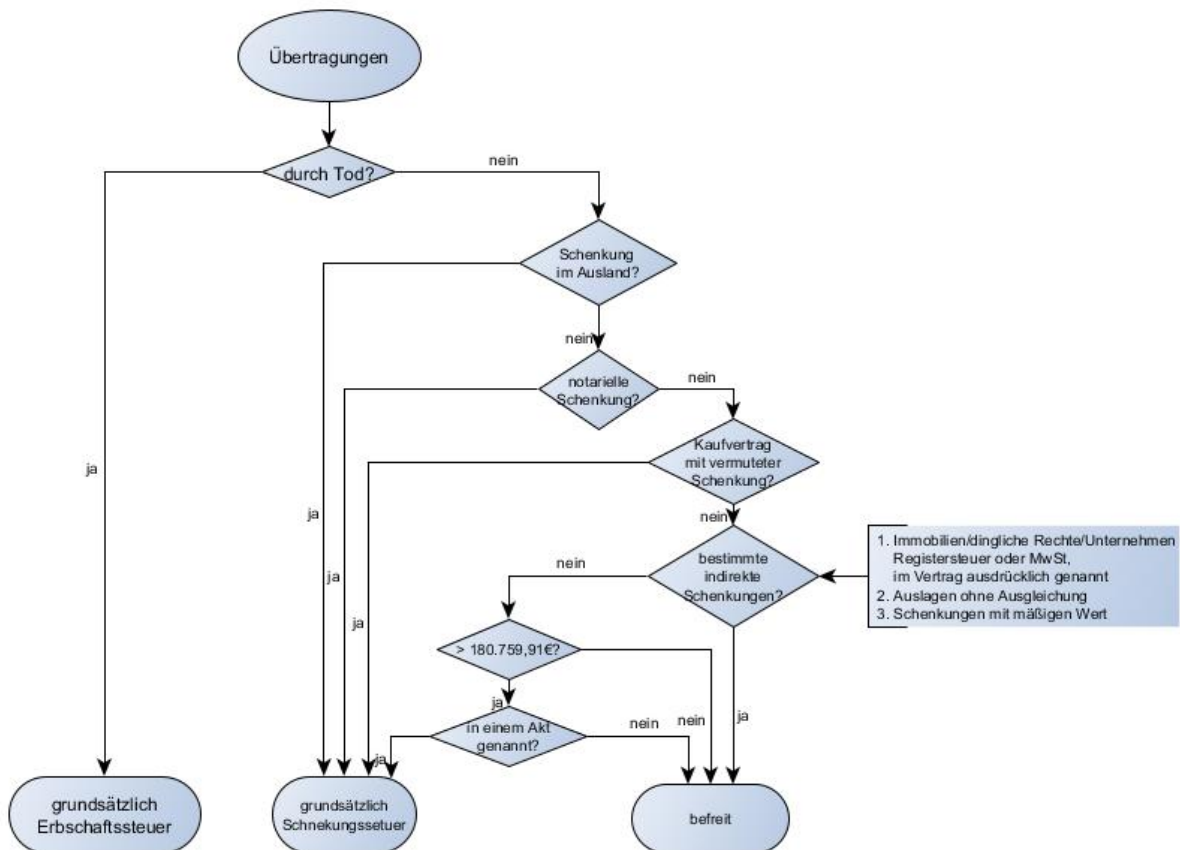 Übertragungen
durch Tod?
nein
Schenkung
im Ausland?
nein
notarielle
Schenkung?
nein
Kaufvertrag
mit vermuteter
Schenkung?
ja
ja
ja
ja
nein
bestimmte
indirekte
Schenkungen?
1. Immobilien/dingliche Rechte/Unternehmen
Registersteuer oder MwSt,
im Vertrag ausdrücklich genannt
2. Auslagen ohne Ausgleichung
3. Schenkungen mit mäßigen Wert
nein
> 180.759,91€?
ja
in einem Akt
genannt?
nein
nein
ja
ja
grundsätzlich
Erbschaftssteuer
grundsätzlich
Schnekungssetuer
befreit